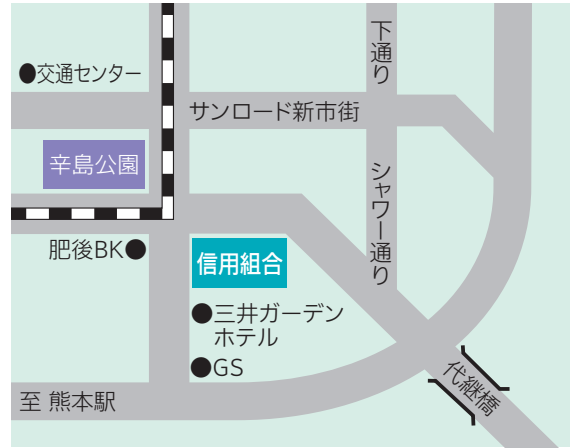 下通り
●交通センター
サンロード新市街
辛島公園
シャワー通り
肥後BK●
信用組合
●三井ガーデン
ホテル
●GS
至 熊本駅
代継橋